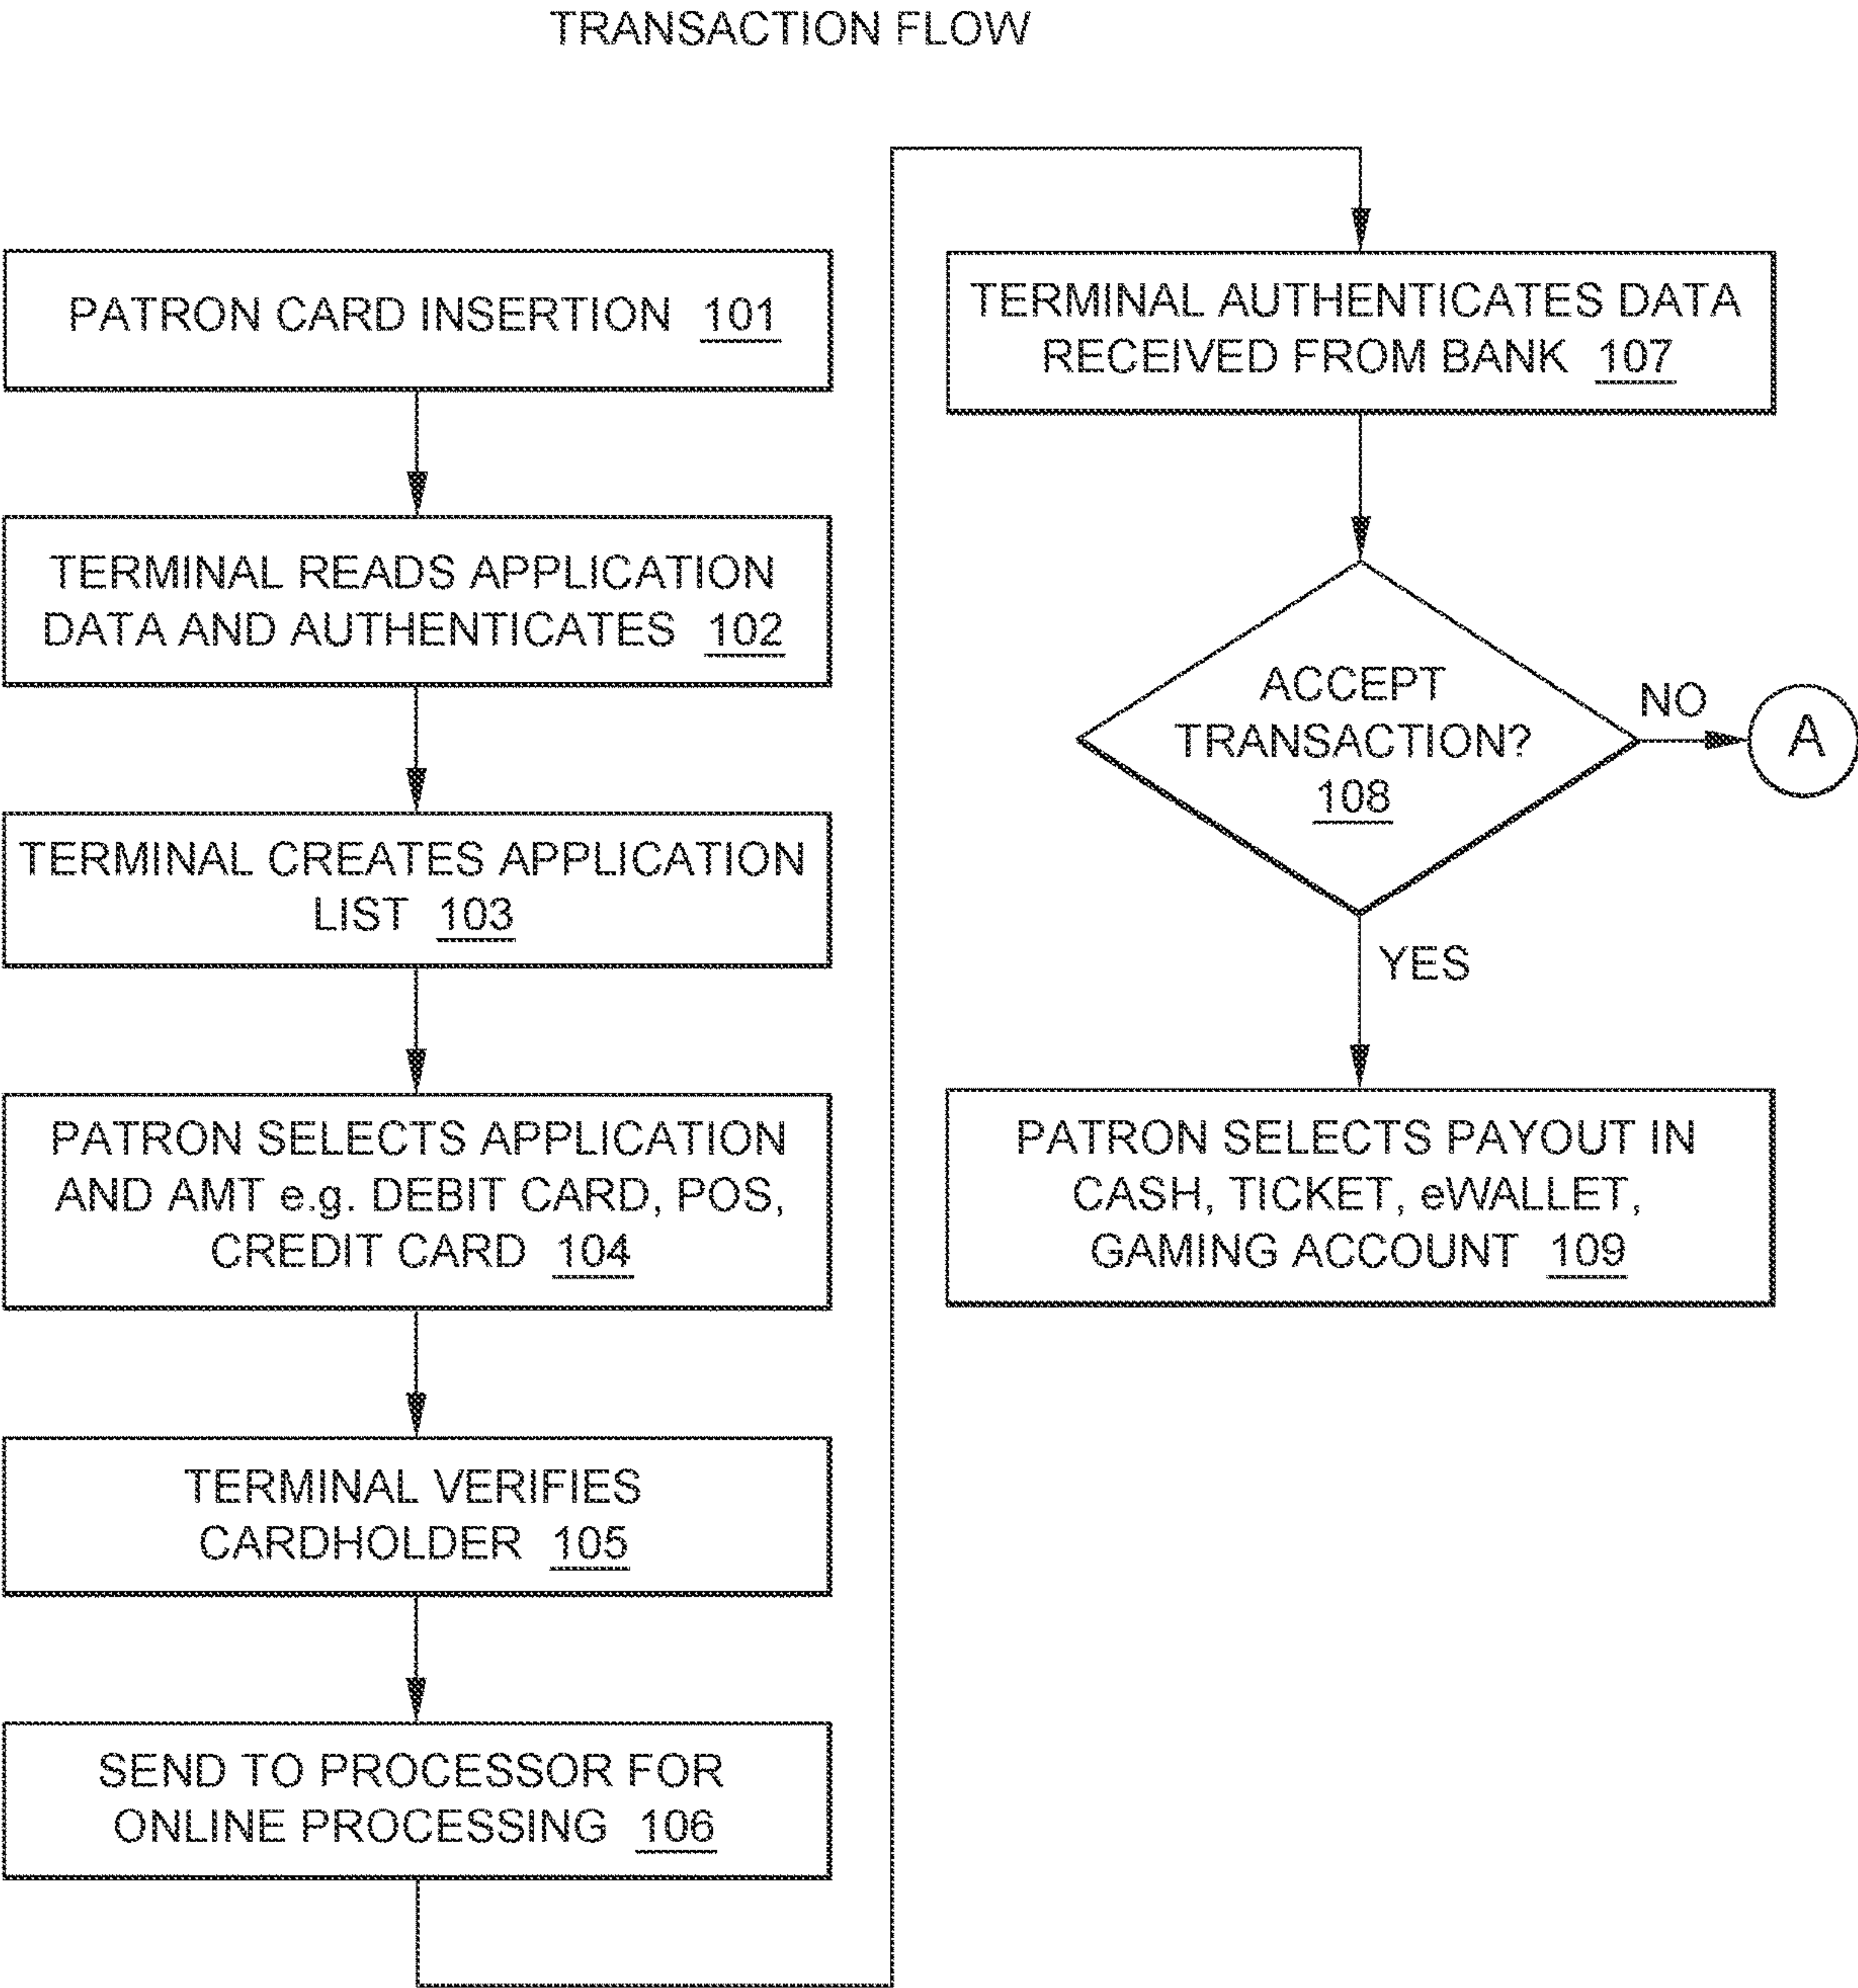 TRANSACTION FLOW
PATRON CARD INSERTION 101
TERMINAL READS APPLICATION
DATA AND AUTHENTICATES 102
TERMINAL CREATES APPLICATION
LIST 103
PATRON SELECTS APPLICATION
AND AMT e.g. DEBIT CARD, POS,
CREDIT CARD 104
TERMINAL VERIFIES
CARDHOLDER 105
SEND TO PROCESSOR FOR
ONLINE PROCESSING 106
TERMINAL AUTHENTICATES DATA
RECEIVED FROM BANK 107
ACCEPT
TRANSACTION?
108
NO
A
YES
PATRON SELECTS PAYOUT IN
CASH, TICKET, eWALLET,
GAMING ACCOUNT 109